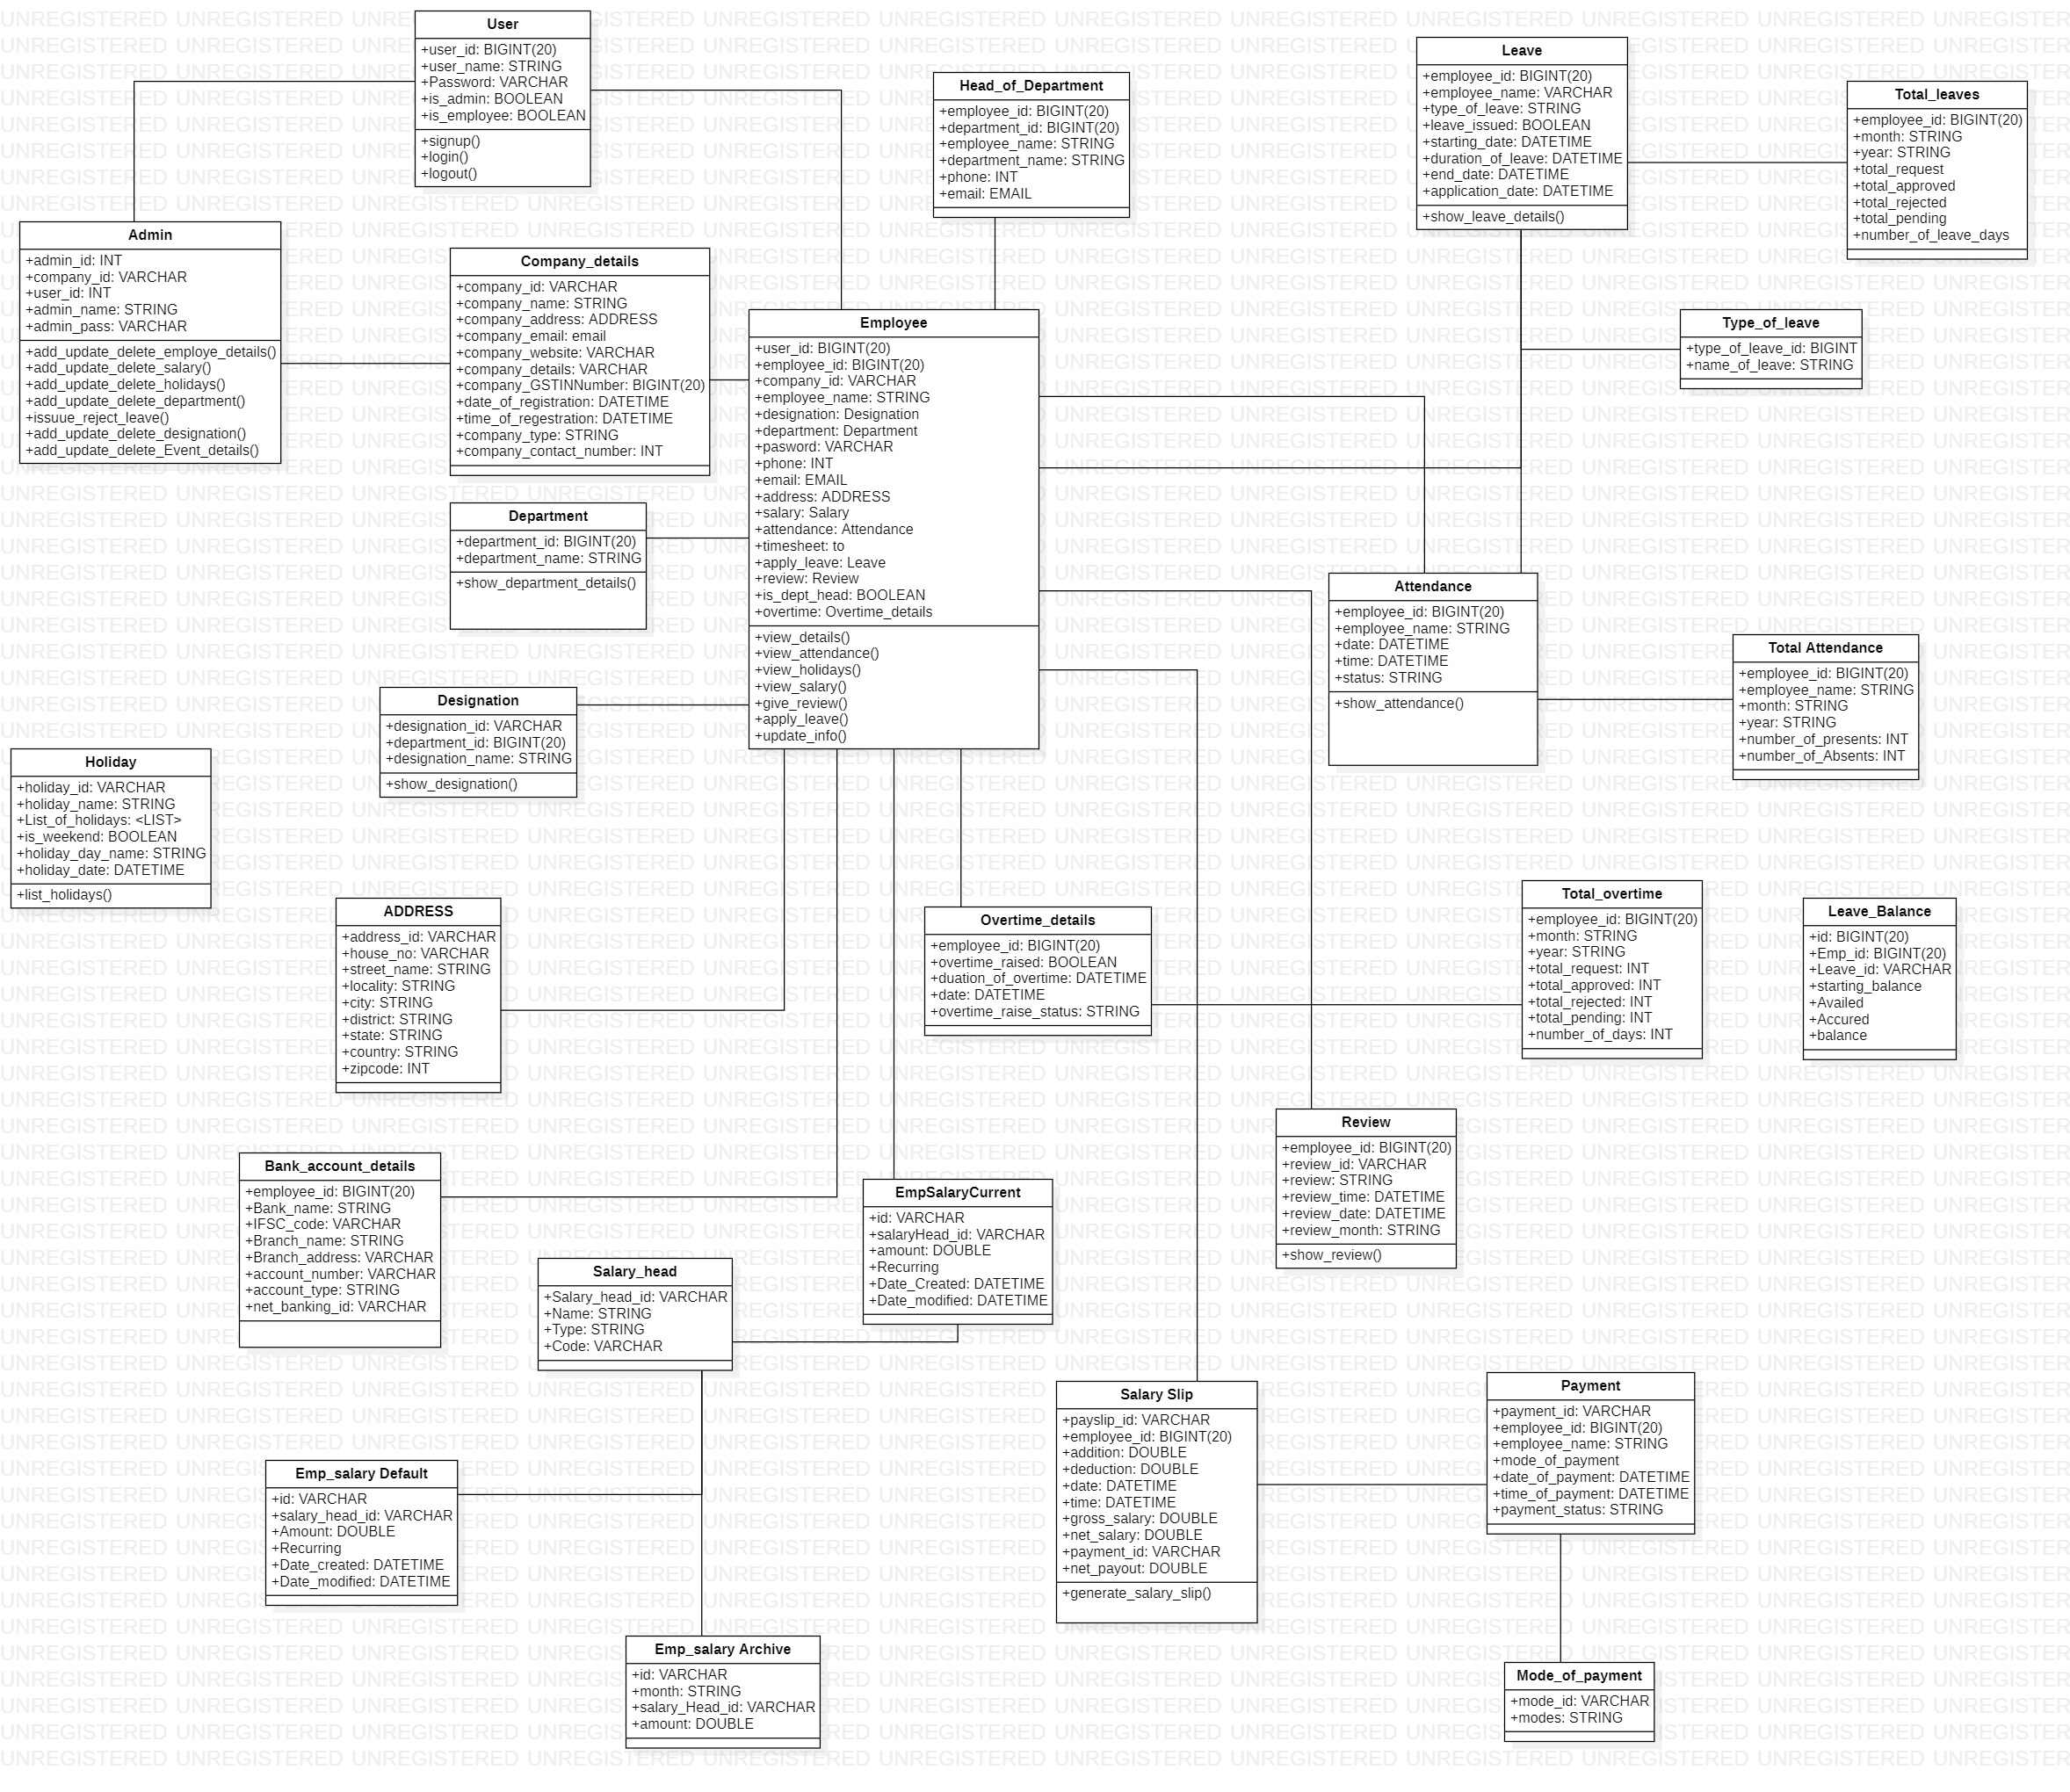 User
+user_id: BIGINT(20)
+user_name: STRING
+Password: VARCHAR
+is_admin: BOOLEAN
+is_employee: BOOLEAN
+signup()
+login()
+logout()
Head_of_Department
+employee_id: BIGINT(20)
+department_id: BIGINT(20)
+employee_name: STRING
+department_name: STRING
+phone: INT
+email: EMAIL
Leave
+employee_id: BIGINT(20)
+employee_name: VARCHAR
+type_of_leave: STRING
+leave_issued: BOOLEAN
+starting_date: DATETIME
+duration_of_leave: DATETIME
+end_date: DATETIME
+application_date: DATETIME
+show_leave_details()
Total_leaves
+employee_id: BIGINT(20)
+month: STRING
+year: STRING
+total_request
+total_approved
+total_rejected
+total_pending
+number_of_leave_days
Admin
+admin_id: INT
+company_id: VARCHAR
+user_id: INT
+admin_name: STRING
+admin_pass: VARCHAR
+add_update_delete_employe_details()
+add_update_delete_salary()
+add_update_delete_holidays()
+add_update_delete_department()
+issuue_reject_leave()
+add_update_delete_designation()
+add_update_delete_Event_details()
Company_details
+company_id: VARCHAR
+company_name: STRING
+company_address: ADDRESS
+company_email: email
+company_website: VARCHAR
+company_details: VARCHAR
+company_GSTINNumber: BIGINT(20)
+date_of_registration: DATETIME
+time_of_regestration: DATETIME
+company_type: STRING
+company_contact_number: INT
Employee
+user_id: BIGINT(20)
+employee_id: BIGINT(20)
+company_id: VARCHAR
+employee_name: STRING
+designation: Designation
+department: Department
+pasword: VARCHAR
+phone: INT
+email: EMAIL
+address: ADDRESS
+salary: Salary
+attendance: Attendance
+timesheet: to
+apply_leave: Leave
+review: Review
+is_dept_head: BOOLEAN
+overtime: Overtime_details
+view_details()
+view_attendance()
+view_holidays()
+view_salary()
+give_review()
+apply_leave()
+update_info()
Type_of_leave
+type_of_leave_id: BIGINT
+name_of_leave: STRING
Department
+department_id: BIGINT(20)
+department_name: STRING
+show_department_details()
Attendance
+employee_id: BIGINT(20)
+employee_name: STRING
+date: DATETIME
+time: DATETIME
+status: STRING
+show_attendance()
Total Attendance
+employee_id: BIGINT(20)
+employee_name: STRING
+month: STRING
+year: STRING
+number_of_presents: INT
+number_of_Absents: INT
Designation
+designation_id: VARCHAR
+department_id: BIGINT(20)
+designation_name: STRING
+show_designation()
Holiday
+holiday_id: VARCHAR
+holiday_name: STRING
+List_of_holidays: <LIST>
+is_weekend: BOOLEAN
+holiday_day_name: STRING
+holiday_date: DATETIME
+list_holidays()
ADDRESS
+address_id: VARCHAR
+house_no: VARCHAR
+street_name: STRING
+locality: STRING
+city: STRING
+district: STRING
+state: STRING
+country: STRING
+zipcode: INT
Overtime_details
+employee_id: BIGINT(20)
+overtime_raised: BOOLEAN
+duation_of_overtime: DATETIME
+date: DATETIME
+overtime_raise_status: STRING
Total_overtime
+employee_id: BIGINT(20)
+month: STRING
+year: STRING
+total_request: INT
+total_approved: INT
+total_rejected: INT
+total_pending: INT
+number_of_days: INT
Leave_Balance
+id: BIGINT(20)
+Emp_id: BIGINT(20)
+Leave_id: VARCHAR
+starting_balance
+Availed
+Accured
+balance
Review
+employee_id: BIGINT(20)
+review_id: VARCHAR
+review: STRING
+review_time: DATETIME
+review_date: DATETIME
+review_month: STRING
+show_review()
Bank_account_details
+employee_id: BIGINT(20)
+Bank_name: STRING
+IFSC_code: VARCHAR
+Branch_name: STRING
+Branch_address: VARCHAR
+account_number: VARCHAR
+account_type: STRING
+net_banking_id: VARCHAR
EmpSalaryCurrent
+id: VARCHAR
+salaryHead_id: VARCHAR
+amount: DOUBLE
+Recurring
+Date_Created: DATETIME
+Date_modified: DATETIME
Salary_head
+Salary_head_id: VARCHAR
+Name: STRING
+Type: STRING
+Code: VARCHAR
Salary Slip
+payslip_id: VARCHAR
+employee_id: BIGINT(20)
+addition: DOUBLE
+deduction: DOUBLE
+date: DATETIME
+time: DATETIME
+gross_salary: DOUBLE
+net_salary: DOUBLE
+payment_id: VARCHAR
+net_payout: DOUBLE
+generate_salary_slip()
Payment
+payment_id: VARCHAR
+employee_id: BIGINT(20)
+employee_name: STRING
+mode_of_payment
+date_of_payment: DATETIME
+time_of_payment: DATETIME
+payment_status: STRING
Emp_salary Default
+id: VARCHAR
+salary_head_id: VARCHAR
+Amount: DOUBLE
+Recurring
+Date_created: DATETIME
+Date_modified: DATETIME
Emp_salary Archive
+id: VARCHAR
+month: STRING
+salary_Head_id: VARCHAR
+amount: DOUBLE
Mode_of_payment
+mode_id: VARCHAR
+modes: STRING
UNREGISTERED